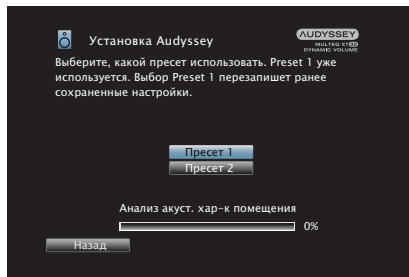 Установка Audyssey
AUDYSSEY
MULTEQ XT32
DYNAMIC VOLUME
Выберите, какой пресет использовать. Preset 1 уже
используется. Выбор Preset 1 перезапишет ранее
сохраненные настройки.
Пресет 1
Пресет 2
Анализ акуст. хар-к помещения
0%
Назад